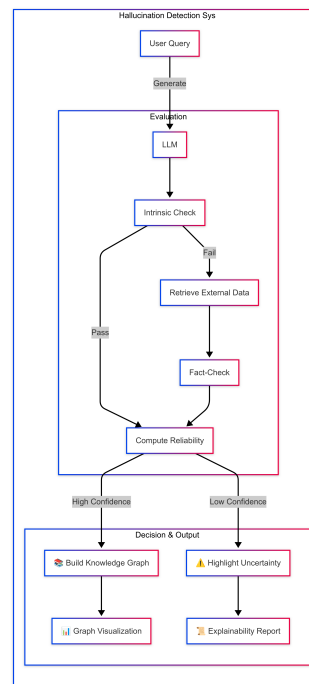 Hallucination Detection Sys
User Query
Generate
Evaluation
LLM
Intrinsic Check
Fail
Retrieve External Data
Pass
Fact-Check
Compute Reliability
High Confidence
Low Confidence
Decision & Output
📚 Build Knowledge Graph
⚠️ Highlight Uncertainty
📊 Graph Visualization
📜 Explainability Report